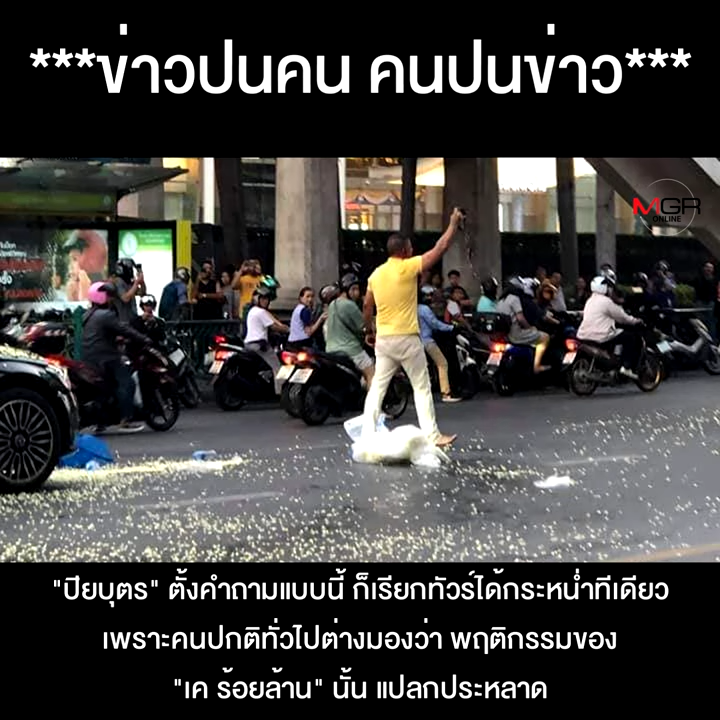 ***ข่าวปนคน คนปนข่าว***
MGR
ONLINE
"ปิยบุตร" ตั้งคำถามแบบนี้ ก็เรียกทัวร์ได้กระหน่ำทีเดียว
เพราะคนปกติทั่วไปต่างมองว่า พฤติกรรมของ
"เค ร้อยล้าน" นั้น แปลกประหลาด